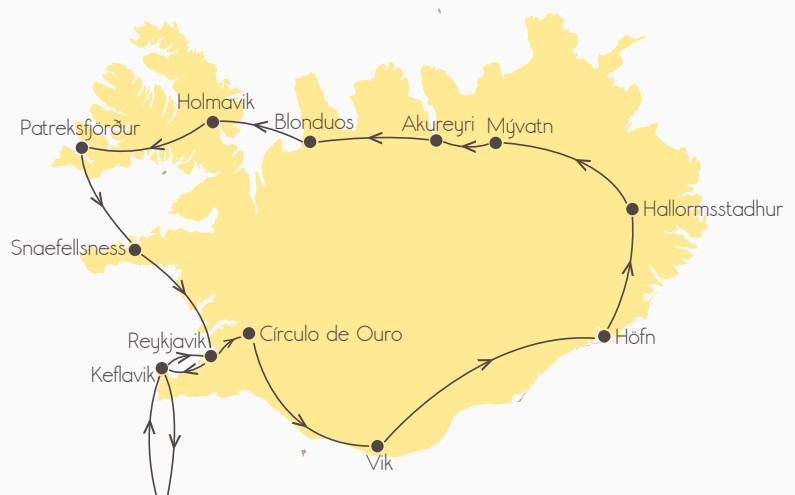 Holmavik
Patreksfjörður
Blonduos
Akureyri
Mývatn
Hallormsstadhur
Snaefellsness
Reykjavik
Círculo de Ouro
Höfn
Keflavik
Vik